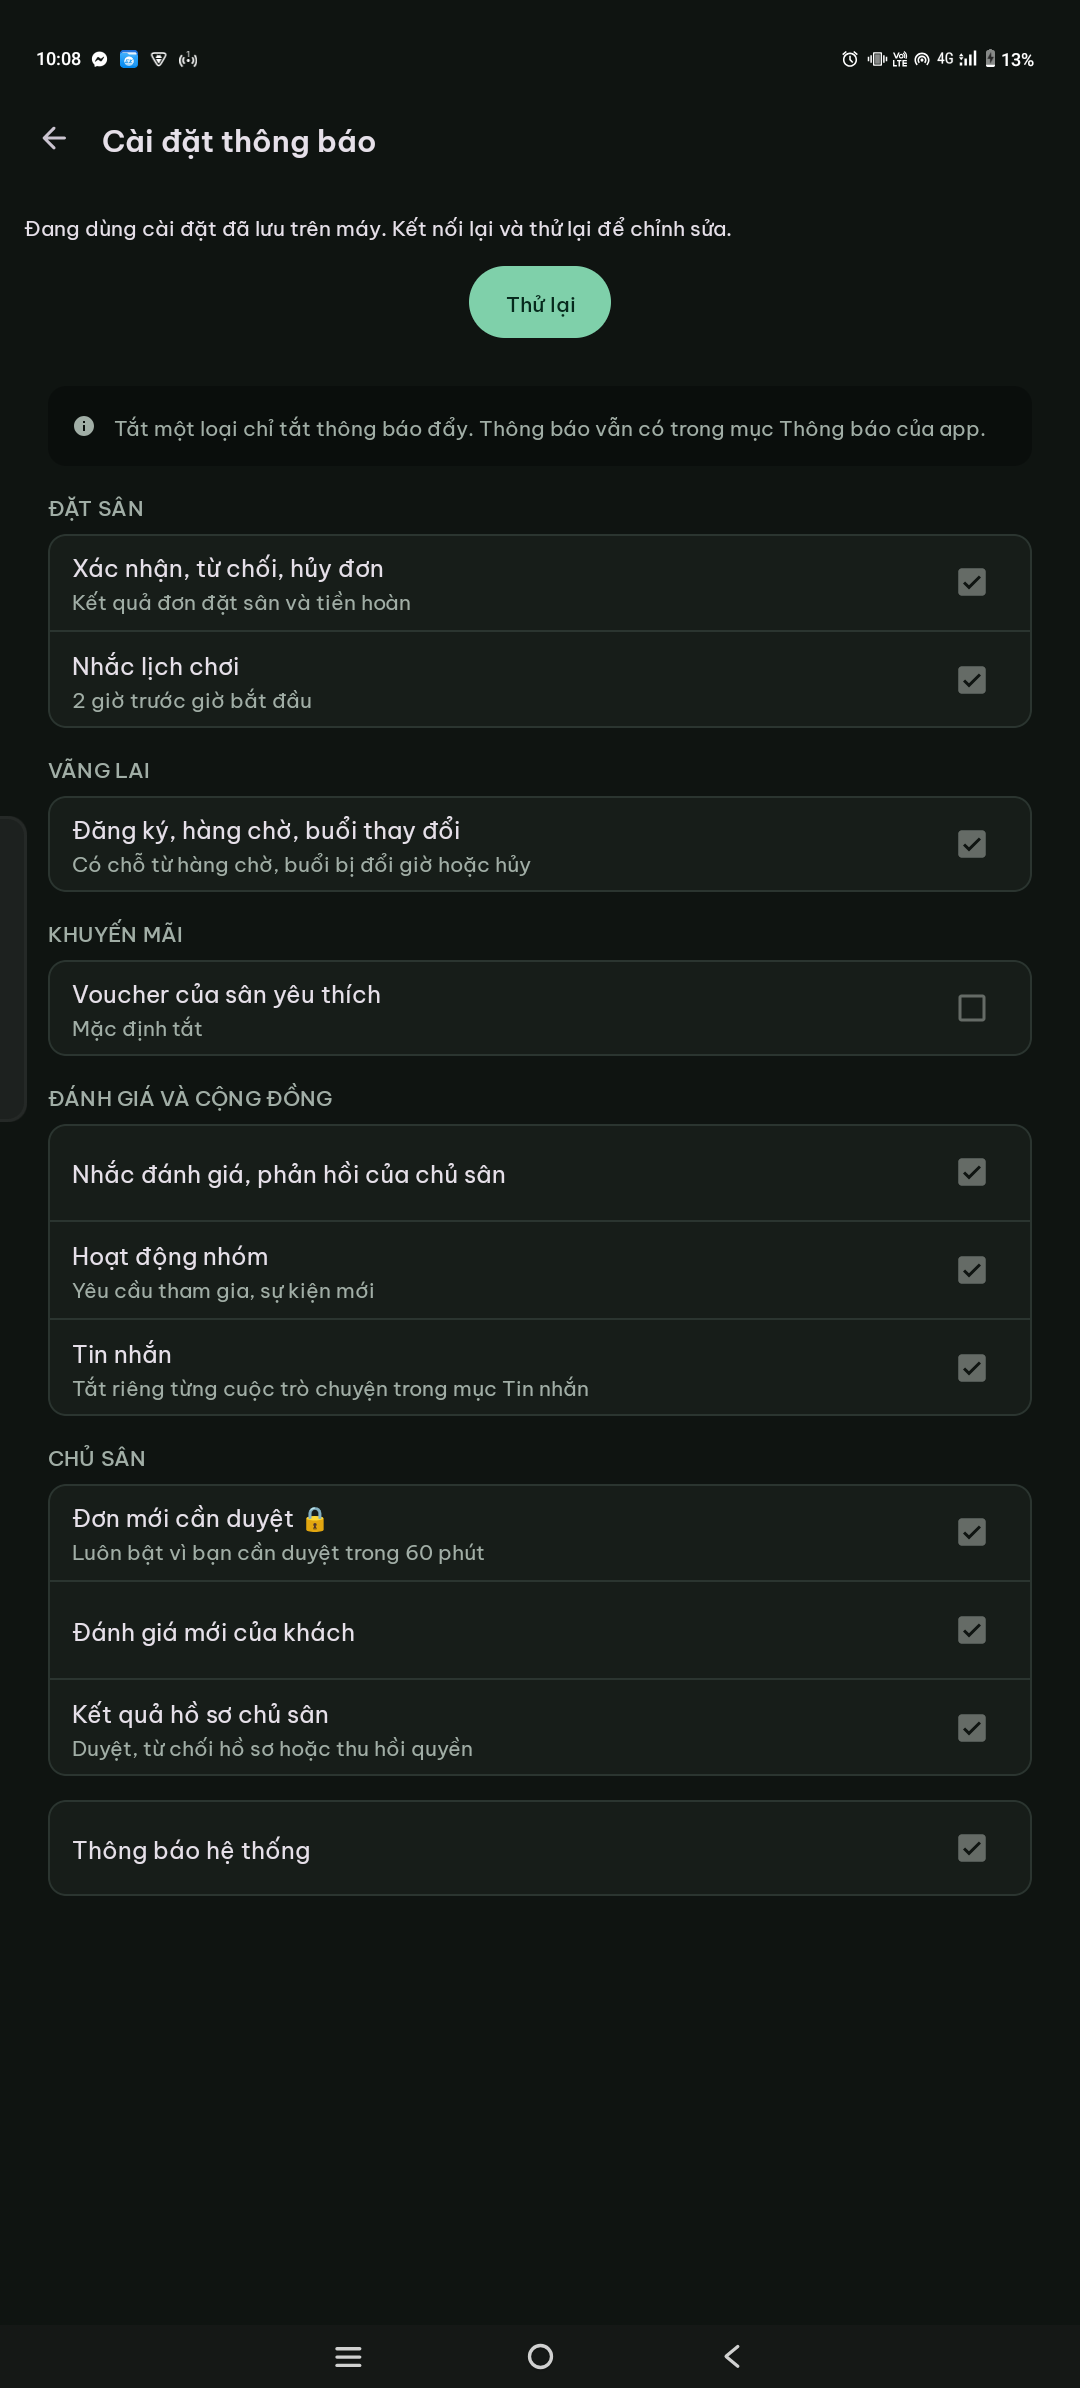 10:08
4G 13%
Cài đặt thông báo
Đang dùng cài đặt đã lưu trên máy. Kết nối lại và thử lại để chỉnh sửa.
Thử lại
Tắt một loại chỉ tắt thông báo đẩy. Thông báo vẫn có trong mục Thông báo của app.
ĐẶT SÂN
Xác nhận, từ chối, hủy đơn
Kết quả đơn đặt sân và tiền hoàn
Nhắc lịch chơi
2 giờ trước giờ bắt đầu
VÃNG LAI
Đăng ký, hàng chờ, buổi thay đổi
Có chỗ từ hàng chờ, buổi bị đổi giờ hoặc hủy
KHUYẾN MÃI
Voucher của sân yêu thích
Mặc định tắt
ĐÁNH GIÁ VÀ CỘNG ĐỒNG
Nhắc đánh giá, phản hồi của chủ sân
Hoạt động nhóm
Yêu cầu tham gia, sự kiện mới
Tin nhắn
Tắt riêng từng cuộc trò chuyện trong mục Tin nhắn
CHỦ SÂN
Đơn mới cần duyệt 🔒
Luôn bật vì bạn cần duyệt trong 60 phút
Đánh giá mới của khách
Kết quả hồ sơ chủ sân
Duyệt, từ chối hồ sơ hoặc thu hồi quyền
Thông báo hệ thống